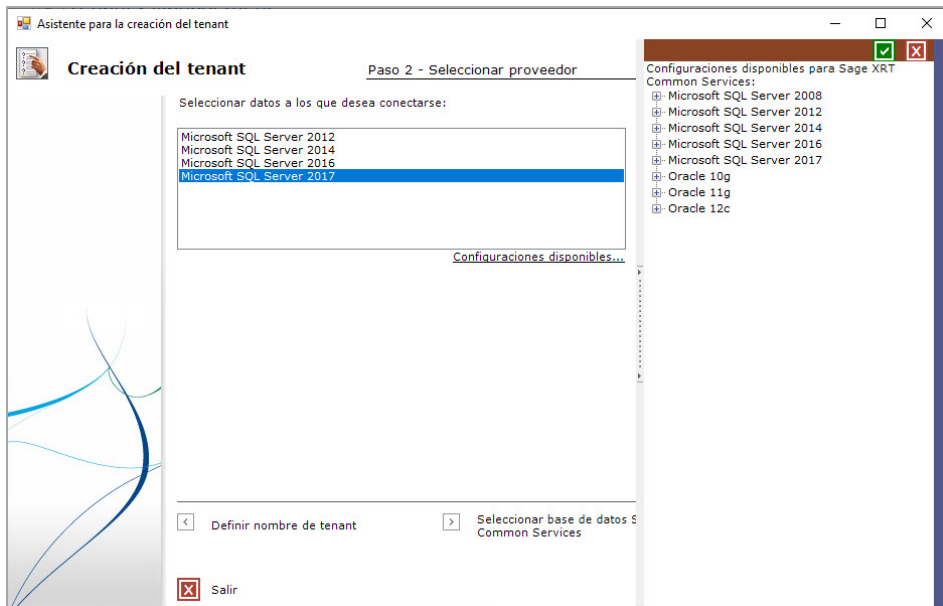 Asistente para la creación del tenant
Creación del tenant
Paso 2 - Seleccionar proveedor
Seleccionar datos a los que desea conectarse:
Microsoft SQL Server 2012
Microsoft SQL Server 2014
Microsoft SQL Server 2016
Microsoft SQL Server 2017
Configuraciones disponibles...
Definir nombre de tenant
Seleccionar base de datos S
Common Services
Salir
Configuraciones disponibles para Sage XRT
Common Services:
Microsoft SQL Server 2008
Microsoft SQL Server 2012
Microsoft SQL Server 2014
Microsoft SQL Server 2016
Microsoft SQL Server 2017
Oracle 10g
Oracle 11g
Oracle 12c